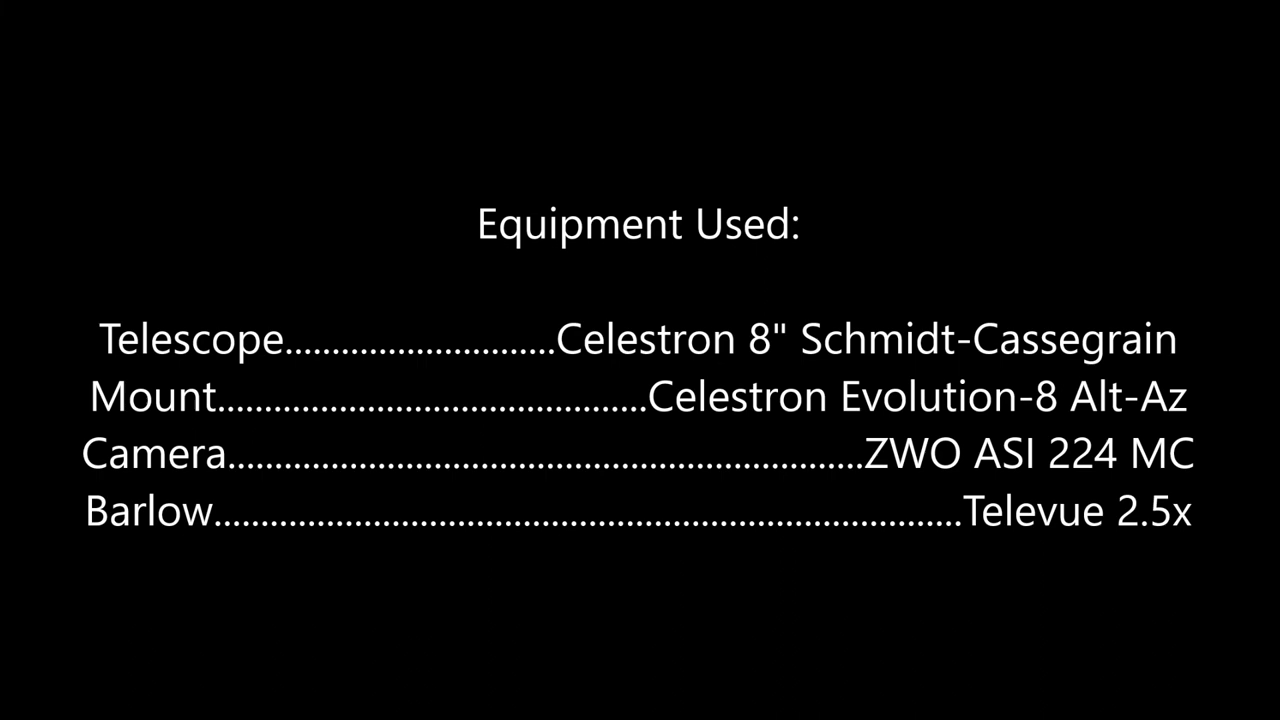 Equipment Used:
Telescope............................Celestron 8" Schmidt-Cassegrain
Mount.............................................Celestron Evolution-8 Alt-Az
Camera...................................................................ZWO ASI 224 MC
Barlow...............................................................................Televue 2.5x